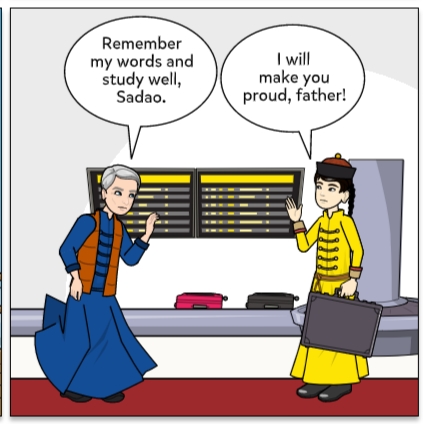 Remember
my words and
study well,
Sadao.
I will
make you
proud, father!